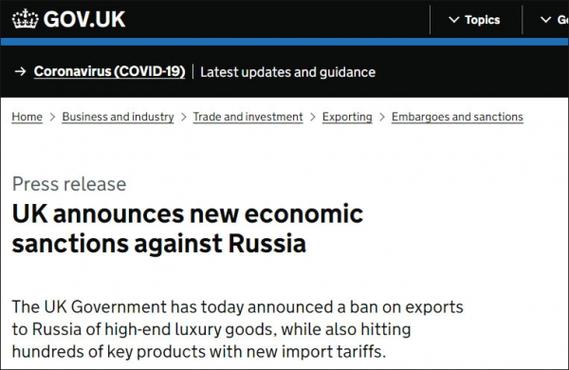 GOV.UK
Topics
→ Coronavirus (COVID-19) | Latest updates and guidance
Home > Business and industry > Trade and investment > Exporting > Embargoes and sanctions
Press release
UK announces new economic
sanctions against Russia
The UK Government has today announced a ban on exports
to Russia of high-end luxury goods, while also hitting
hundreds of key products with new import tariffs.